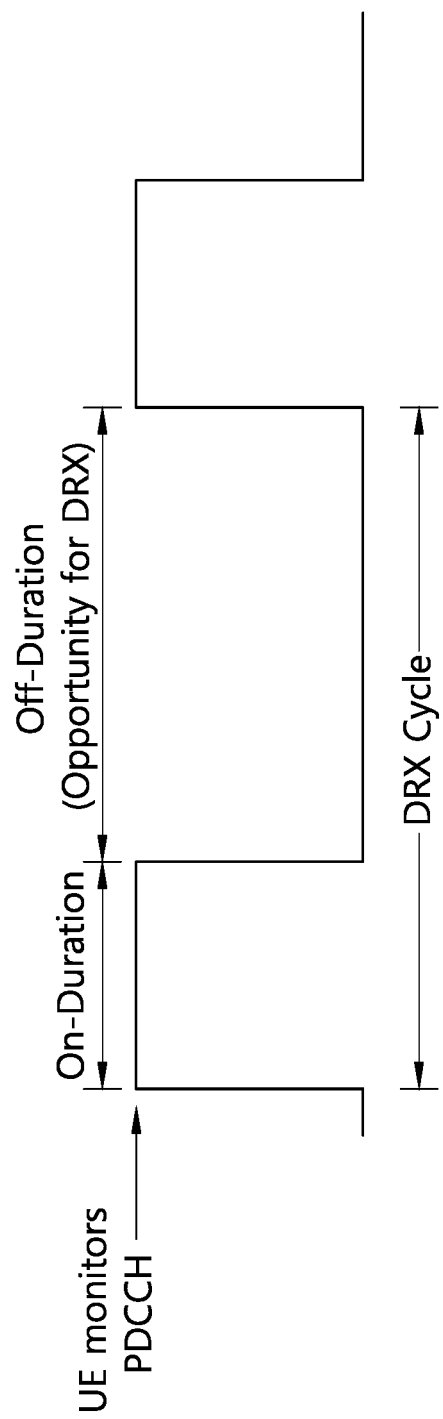 UE monitors
PDCCH
On-Duration
Off-Duration
(Opportunity for DRX)
DRX Cycle